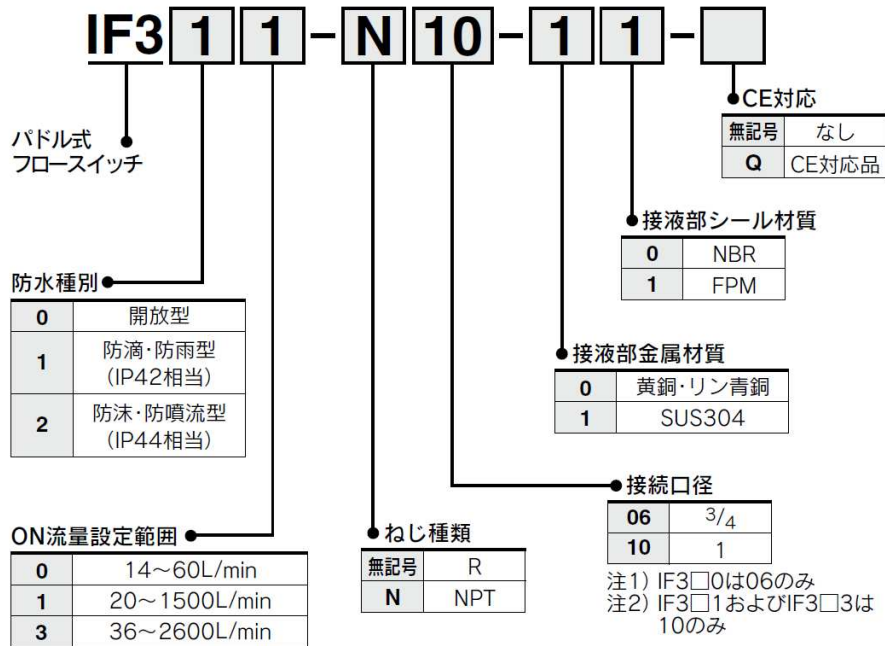 IF3 1 1 - N 10 - 1 1 -
パドル式
フロースイッチ
CE対応
無記号 なし
Q CE対応品
接液部シール材質
0 NBR
1 FPM
防水種別
0 開放型
1 防滴・防雨型
(IP42相当)
2 防沫・防噴流型
(IP44相当)
接液部金属材質
0 黄銅・リン青銅
1 SUS304
接続口径
06 3/4
10 1
注1) IF3□0は06のみ
注2) IF3□1およびIF3□3は
10のみ
ON流量設定範囲
0 14～60L/min
1 20～1500L/min
3 36～2600L/min
ねじ種類
無記号 R
N NPT